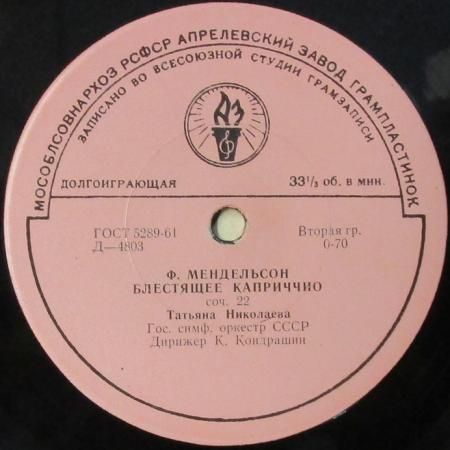 МОСОБЛСОВНАРХОЗ РСФСР АПРЕЛЕВСКИЙ ЗАВОД ГРАМПЛАСТИНОК
ЗАПИСАНО ВО ВСЕСОЮЗНОЙ СТУДИИ ГРАМЗАПИСИ
АЗ
ДОЛГОИГРАЮЩАЯ 33⅓ об. в мин.
ГОСТ 5289-61 Вторая гр.
Д—4803 0-70
Ф. МЕНДЕЛЬСОН
БЛЕСТЯЩЕЕ КАПРИЧЧИО
соч. 22
Татьяна Николаева
Гос. симф. оркестр СССР
Дирижер К. Кондрашин